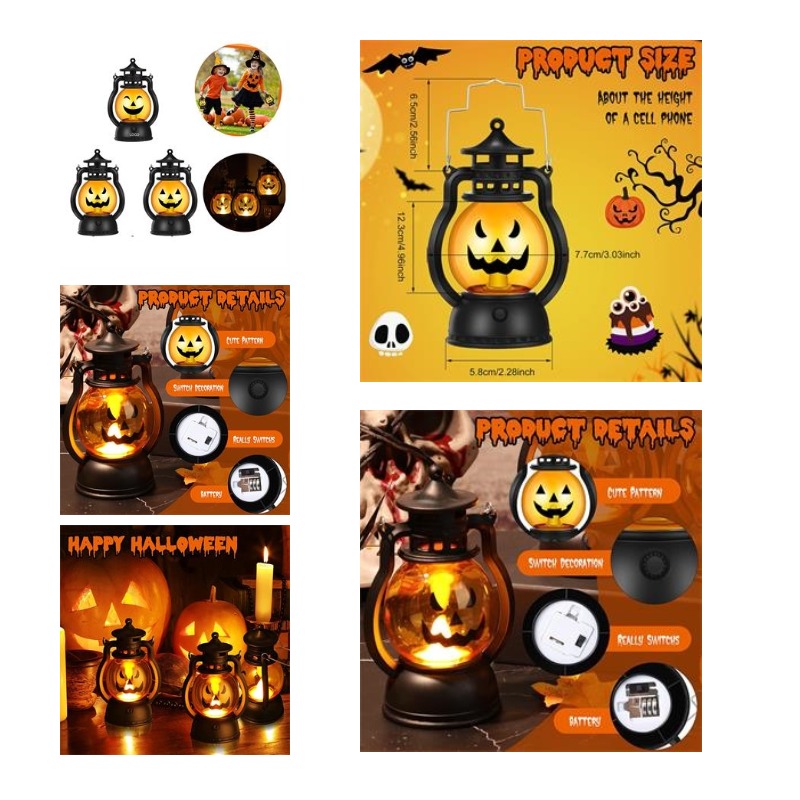 PRODUCT SIZE
ABOUT THE HEIGHT
OF A CELL PHONE
6.5cm/2.56inch
12.3cm/4.96inch
7.7cm/3.03inch
5.8cm/2.28inch
PRODUCT DETAILS
CUTE PATTERN
SWITCH DECORATION
REALLY SWITCHS
BATTERY
HAPPY HALLOWEEN
PRODUCT DETAILS
CUTE PATTERN
SWITCH DECORATION
REALLY SWITCHS
BATTERY